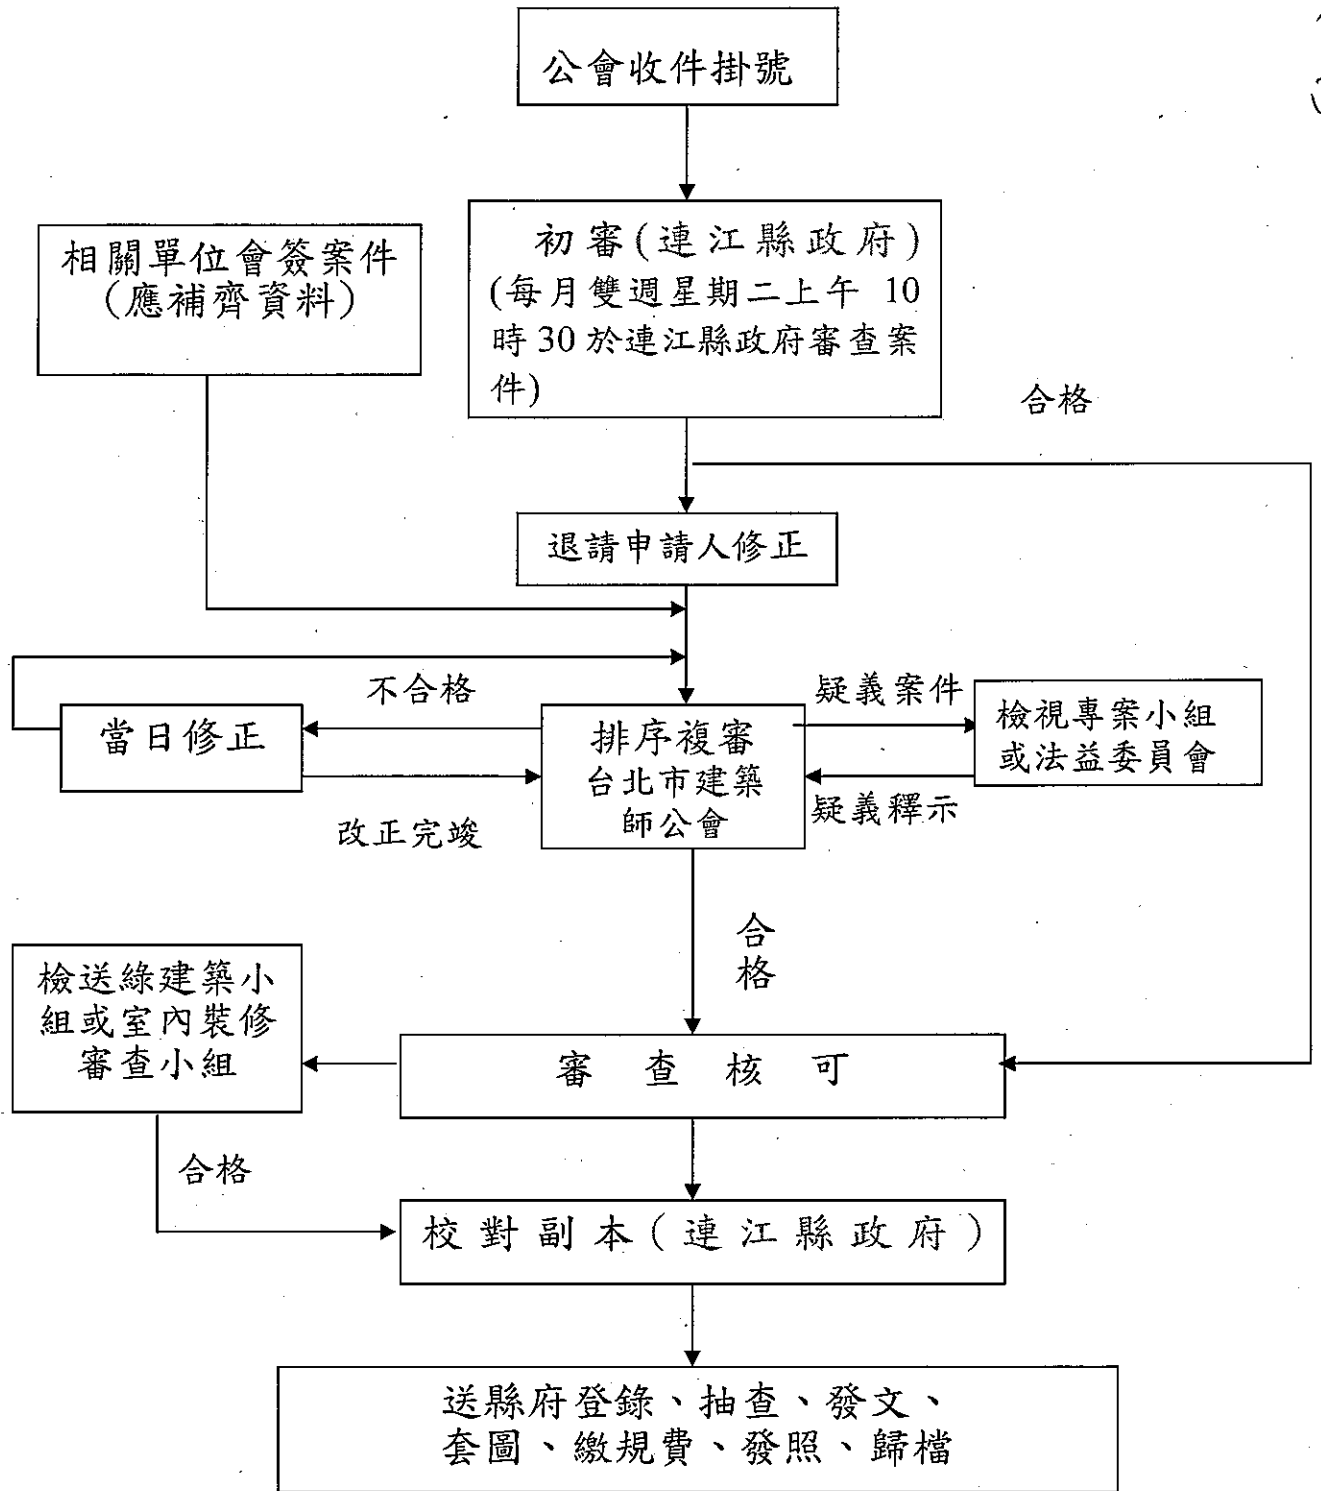 公會收件掛號
相關單位會簽案件
(應補齊資料)
初審(連江縣政府)
(每月雙週星期二上午 10
時 30 於連江縣政府審查案
件)
合格
退請申請人修正
不合格
疑義案件
當日修正
排序複審
台北市建築
師公會
檢視專案小組
或法益委員會
改正完竣
疑義釋示
合
格
檢送綠建築小
組或室內裝修
審查小組
審查核可
合格
校對副本(連江縣政府)
送縣府登錄、抽查、發文、
套圖、繳規費、發照、歸檔